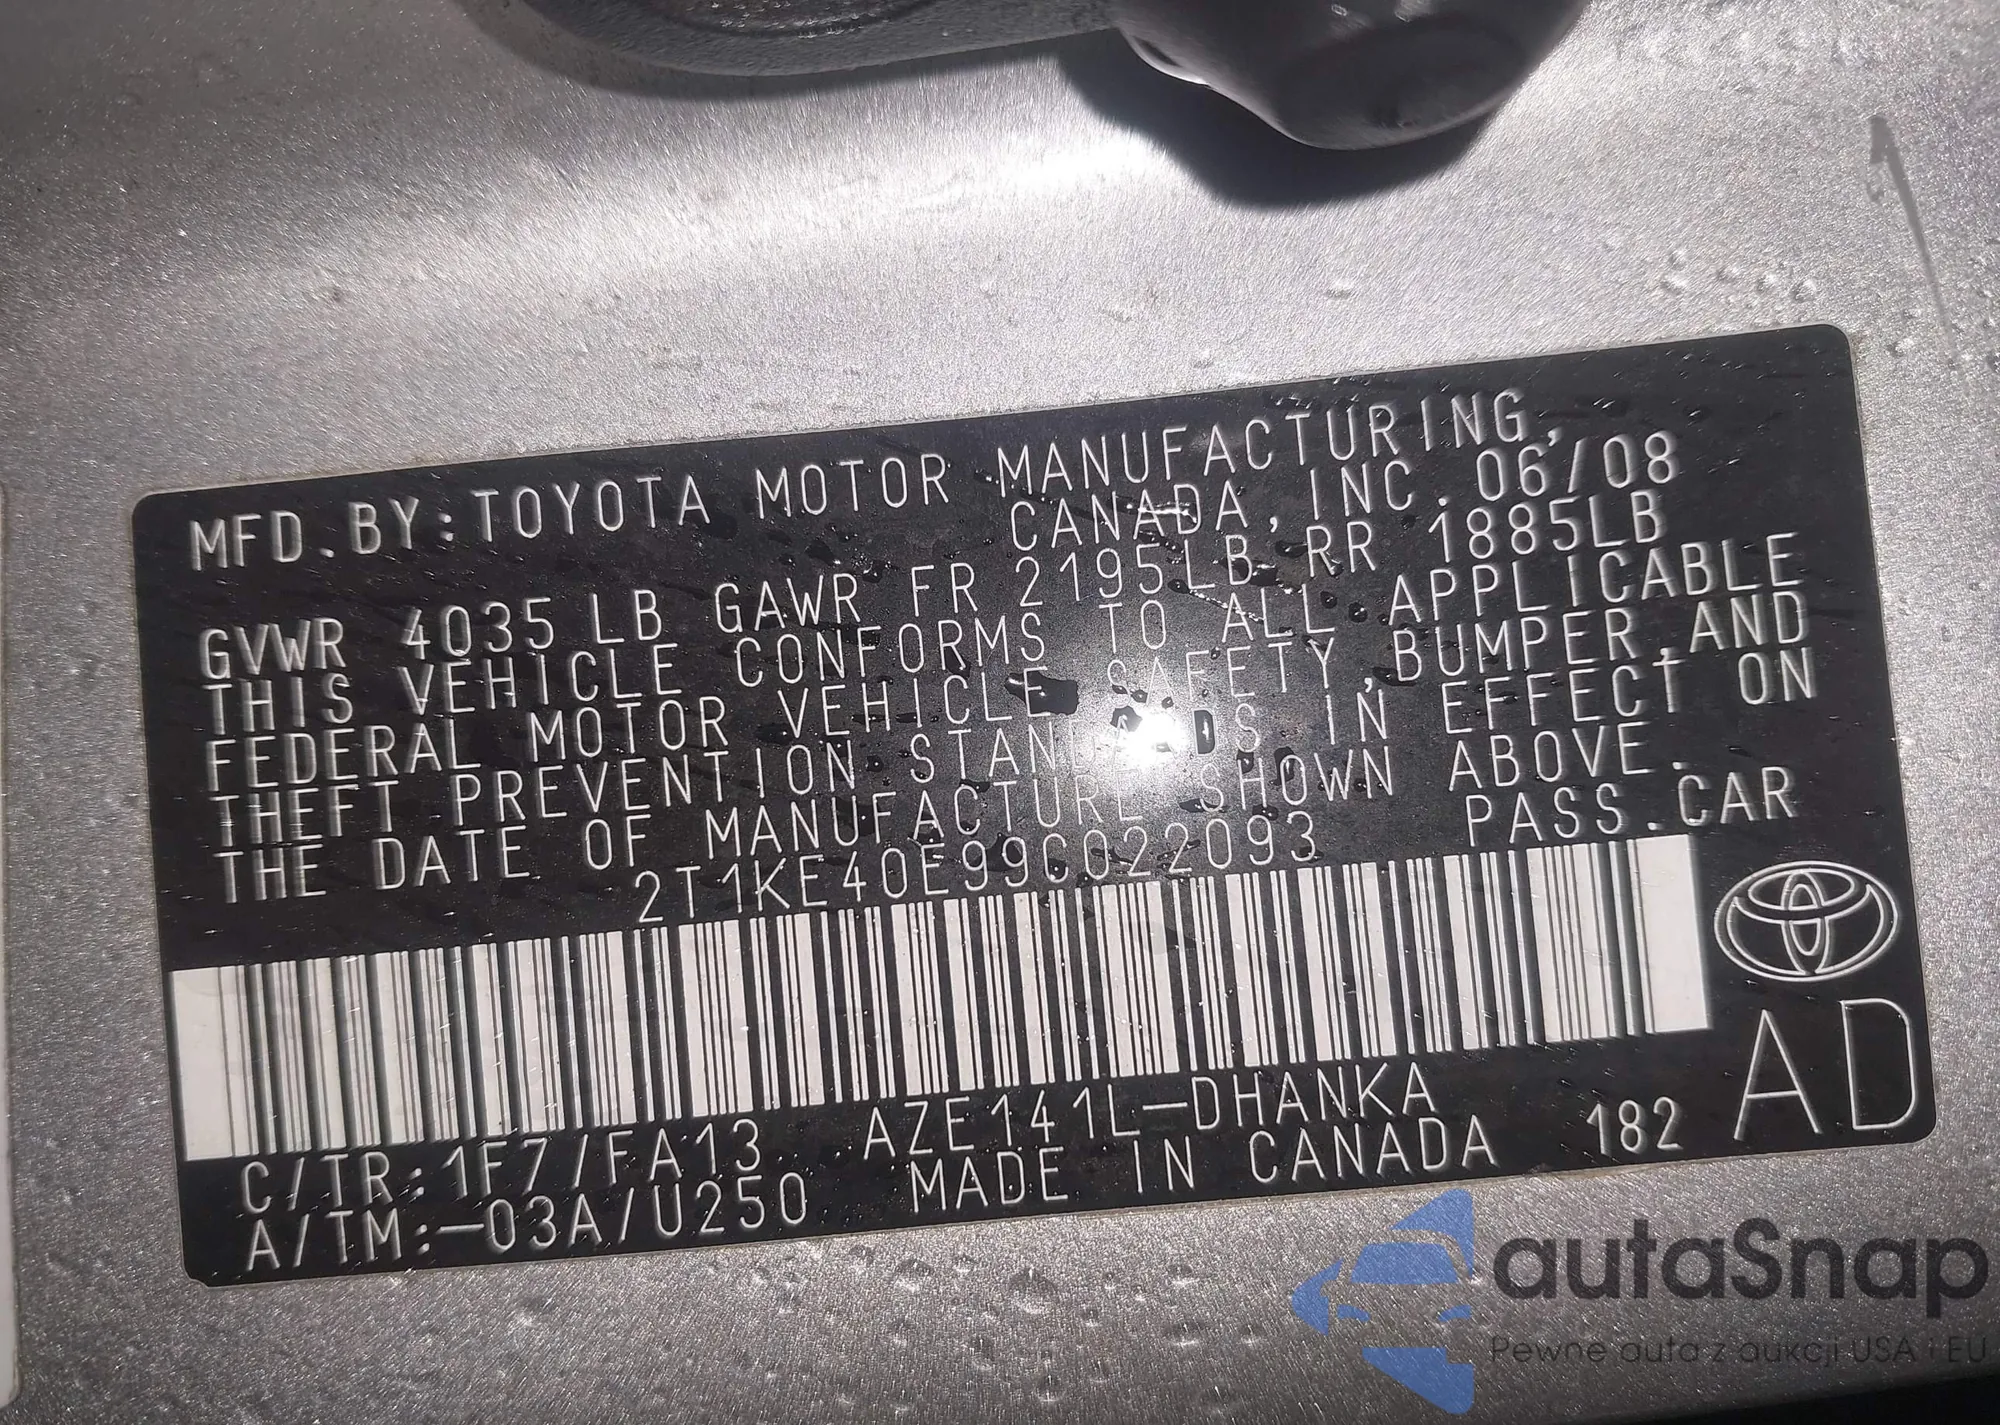 MFD.BY:TOYOTA MOTOR MANUFACTURING,
CANADA,INC.06/08
GVWR 4035LB GAWR FR 2195LB RR 1885LB
THIS VEHICLE CONFORMS TO ALL APPLICABLE
FEDERAL MOTOR VEHICLE SAFETY,BUMPER,AND
THEFT PREVENTION STANDARDS IN EFFECT ON
THE DATE OF MANUFACTURE SHOWN ABOVE.
2T1KE40E99C022093 PASS.CAR
C/TR:1F7/FA13 AZE141L-DHANKA
A/TM:-03A/U250 MADE IN CANADA 182
AD
autaSnap
Pewne auta z aukcji USA i EU